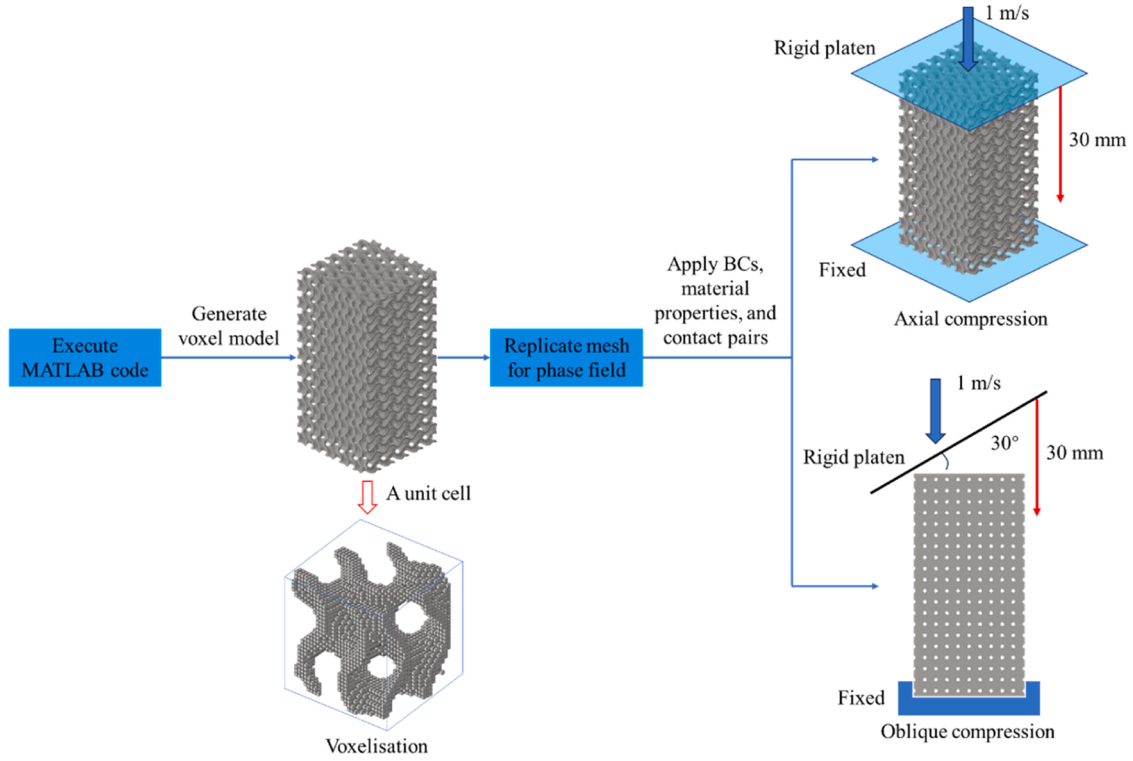 Execute
MATLAB code
Generate
voxel model
A unit cell
Voxelisation
Replicate mesh
for phase field
Apply BCs,
material
properties, and
contact pairs
1 m/s
Rigid platen
30 mm
Fixed
Axial compression
1 m/s
30°
Rigid platen
30 mm
Fixed
Oblique compression